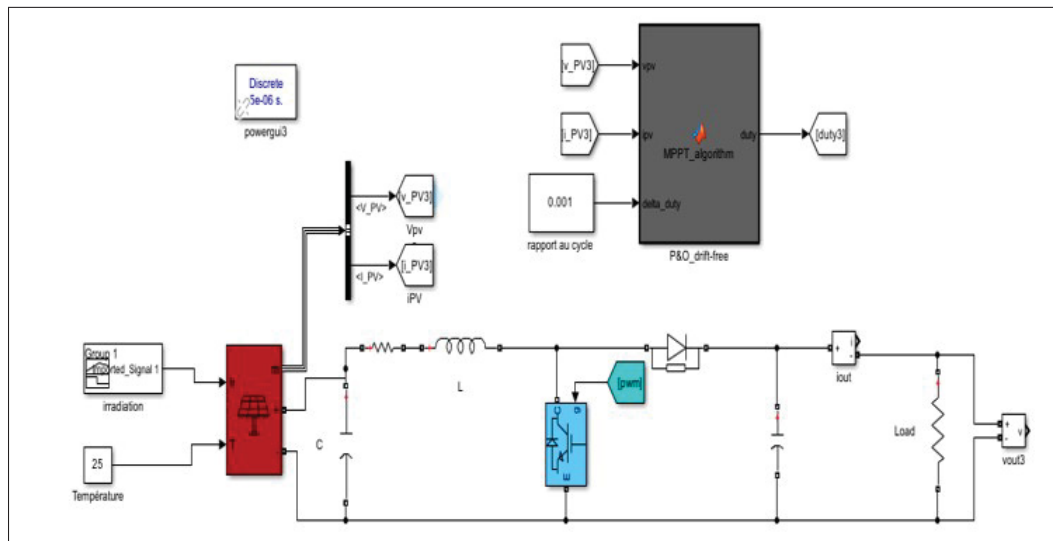 Discrete
5e-06 s.
powergui3
[v_PV3]
vpv
[i_PV3]
ipv
MPPT_algorithm
duty
[duty3]
0.001
delta_duty
rapport au cycle
P&O_drift-free
<V_PV>
[v_PV3]
Vpv
<I_PV>
[i_PV3]
iPV
Group 1
Imported_Signal 1
irradiation
Ir
m
+
T
-
25
Température
C
L
[pwm]
C
g
E
+
i
-
iout
Load
+
v
-
vout3